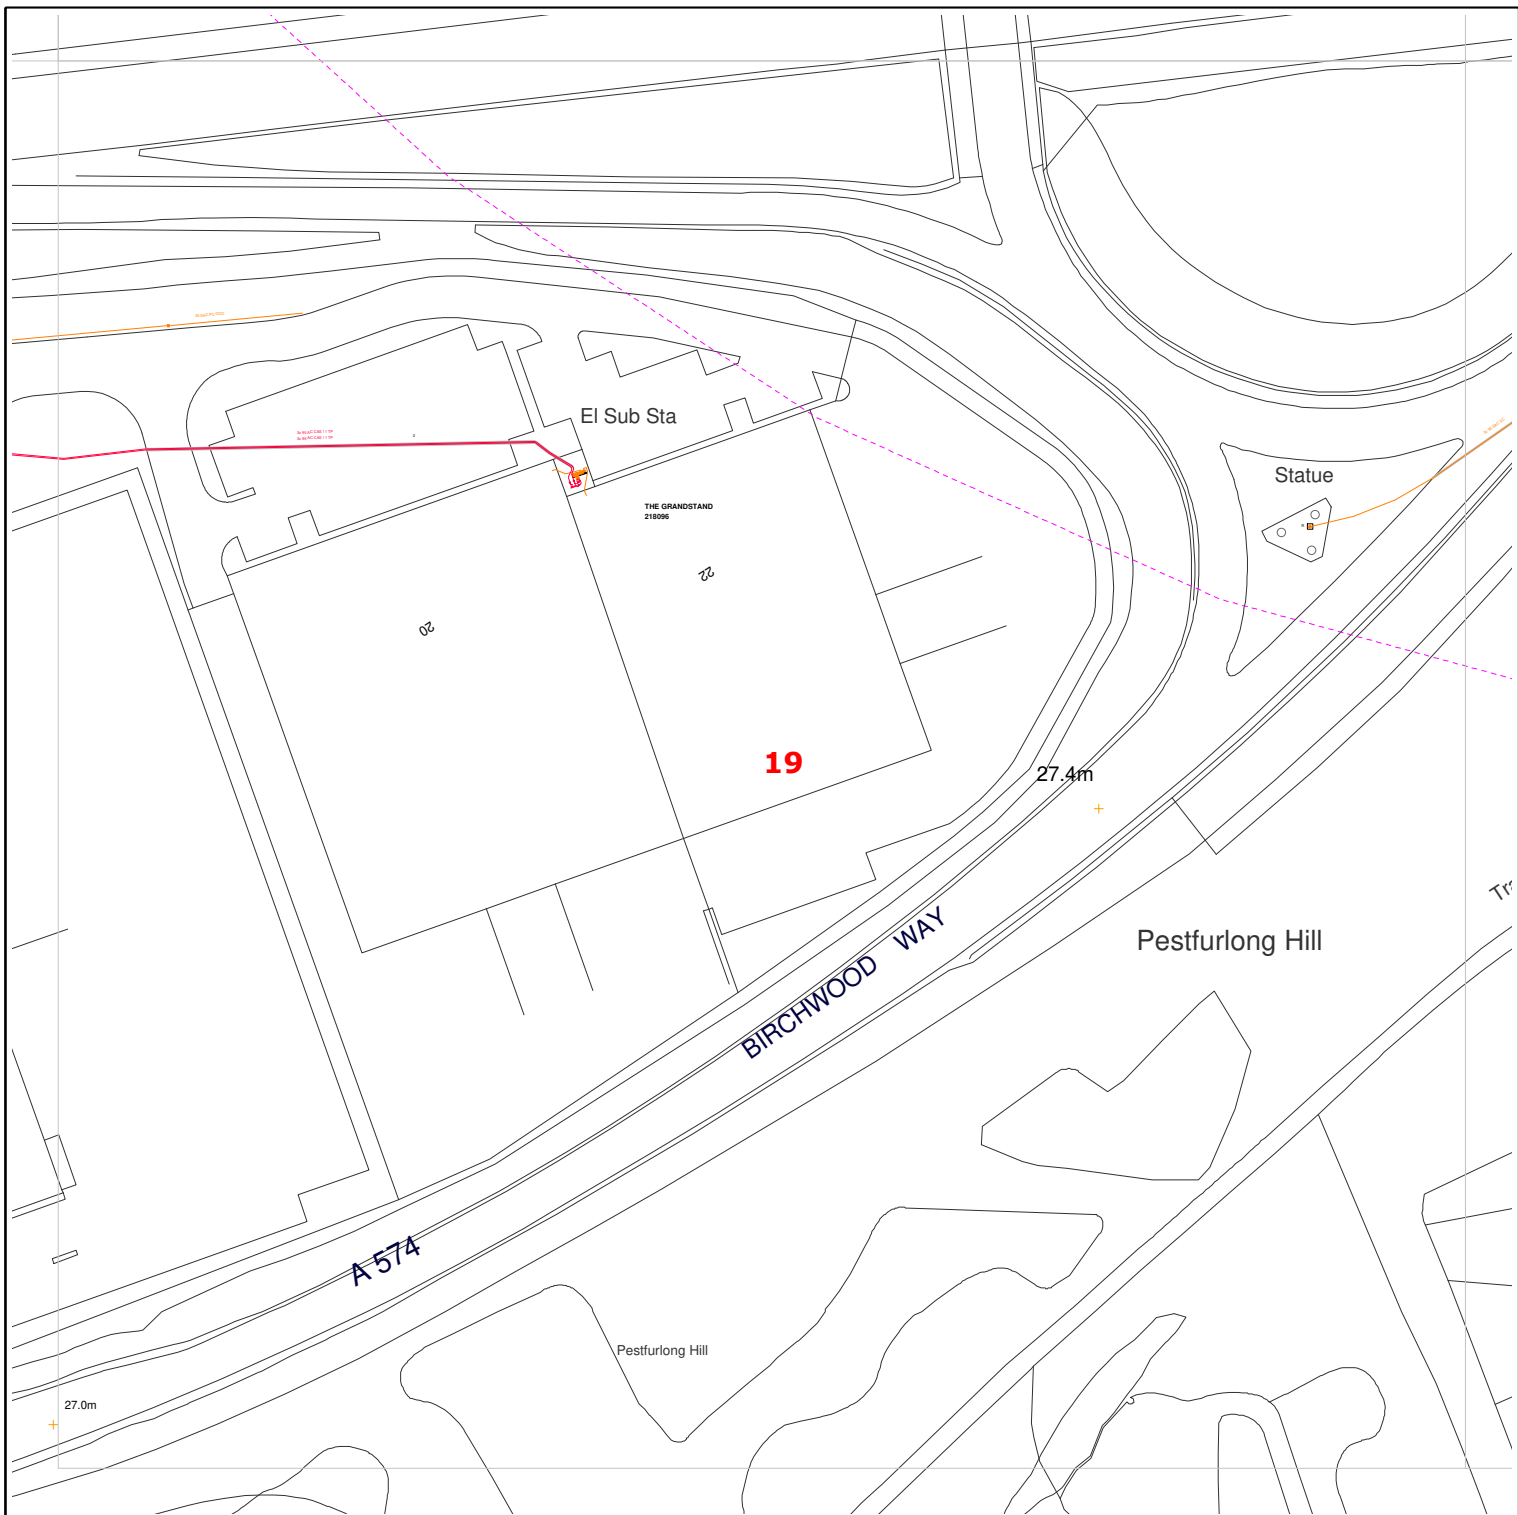 El Sub Sta
Statue
THE GRANDSTAND
218096
22
20
19
27.4m
BIRCHWOOD WAY
Pestfurlong Hill
A 574
Pestfurlong Hill
27.0m